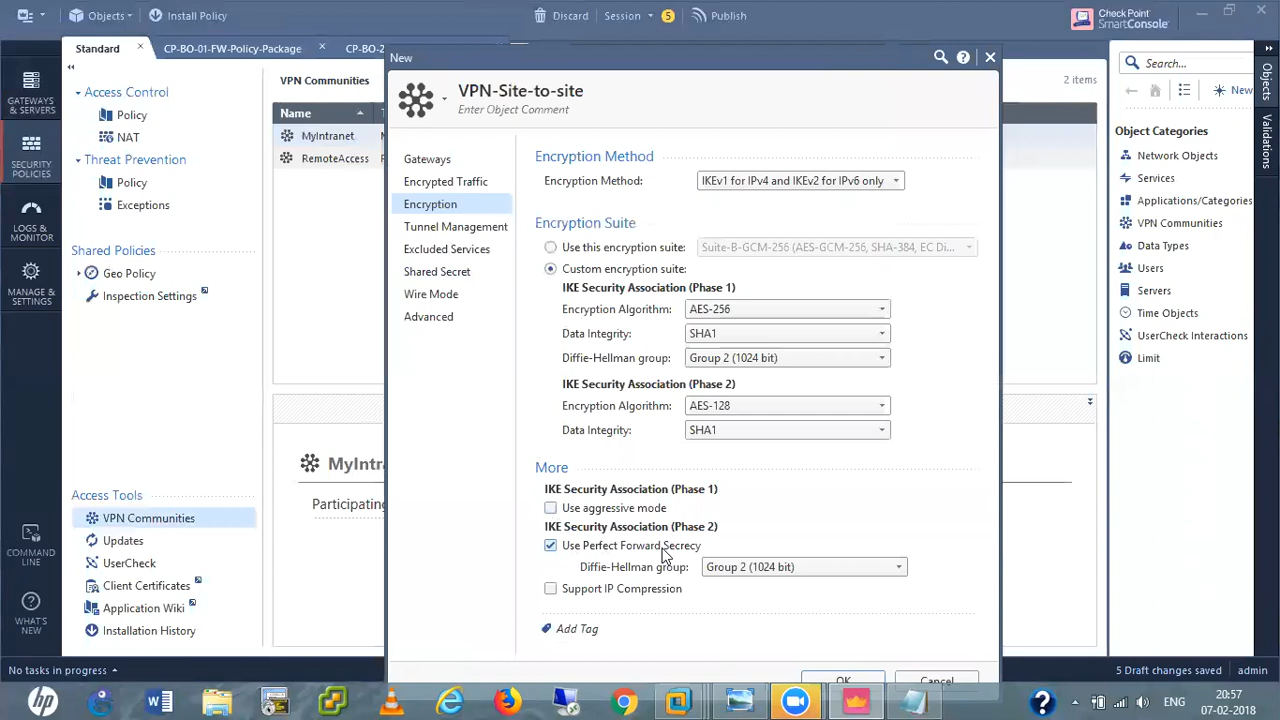 Objects
Install Policy
Discard
Session
5
Publish
Check Point
SmartConsole
Standard
CP-BO-01-FW-Policy-Package
CP-BO-2
New
VPN-Site-to-site
Enter Object Comment
GATEWAYS
& SERVERS
SECURITY
POLICIES
LOGS &
MONITOR
MANAGE &
SETTINGS
COMMAND
LINE
WHAT'S
NEW
Access Control
Policy
NAT
Threat Prevention
Policy
Exceptions
Shared Policies
Geo Policy
Inspection Settings
Access Tools
VPN Communities
Updates
UserCheck
Client Certificates
Application Wiki
Installation History
VPN Communities
Name
MyIntranet
RemoteAccess
MyIntra
Participating
Gateways
Encrypted Traffic
Encryption
Tunnel Management
Excluded Services
Shared Secret
Wire Mode
Advanced
Encryption Method
Encryption Method: IKEv1 for IPv4 and IKEv2 for IPv6 only
Encryption Suite
Use this encryption suite: Suite-B-GCM-256 (AES-GCM-256, SHA-384, EC Di...
Custom encryption suite:
IKE Security Association (Phase 1)
Encryption Algorithm: AES-256
Data Integrity: SHA1
Diffie-Hellman group: Group 2 (1024 bit)
IKE Security Association (Phase 2)
Encryption Algorithm: AES-128
Data Integrity: SHA1
More
IKE Security Association (Phase 1)
Use aggressive mode
IKE Security Association (Phase 2)
Use Perfect Forward Secrecy
Diffie-Hellman group: Group 2 (1024 bit)
Support IP Compression
Add Tag
OK
Cancel
2 items
Search...
New
Object Categories
Network Objects
Services
Applications/Categories
VPN Communities
Data Types
Users
Servers
Time Objects
UserCheck Interactions
Limit
Objects
Validations
No tasks in progress
5 Draft changes saved
admin
ENG
20:57
07-02-2018